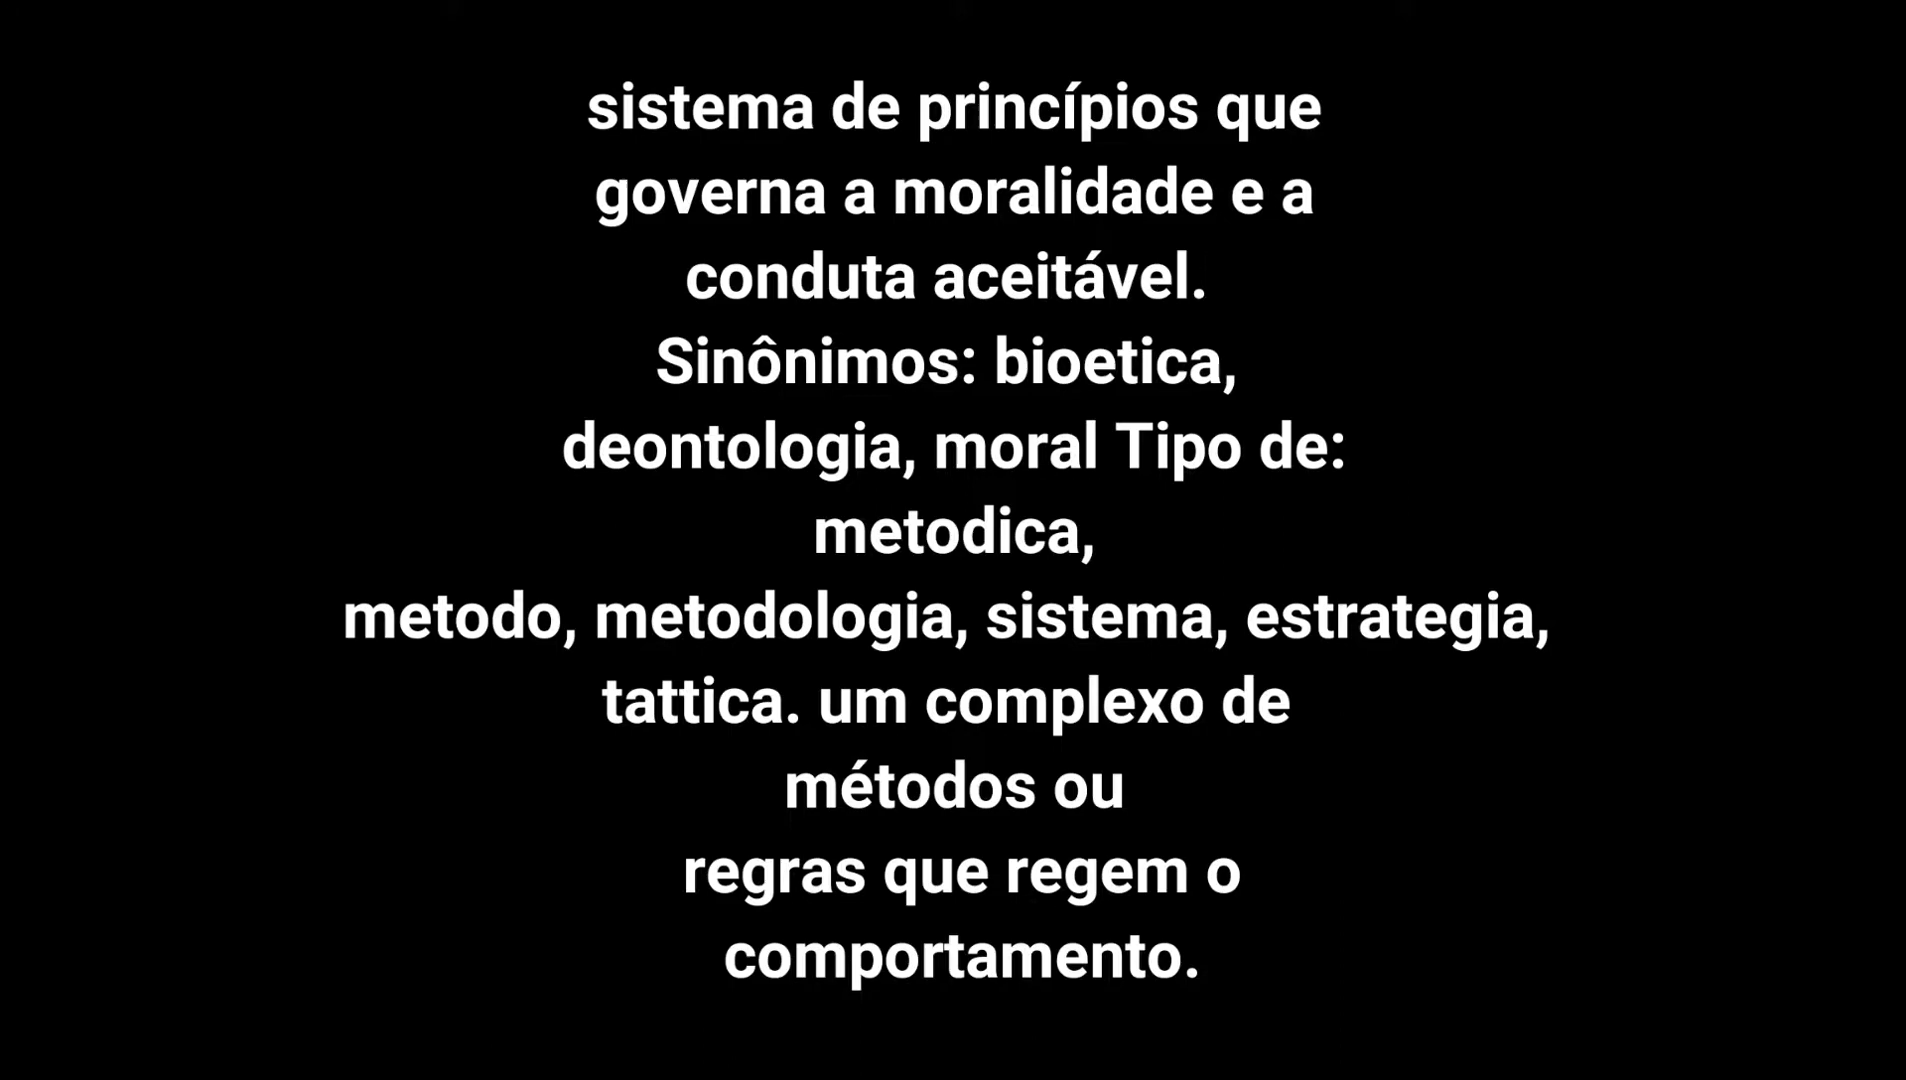 sistema de princípios que
governa a moralidade e a
conduta aceitável.
Sinônimos: bioetica,
deontologia, moral Tipo de:
metodica,
metodo, metodologia, sistema, estrategia,
tattica. um complexo de
métodos ou
regras que regem o
comportamento.